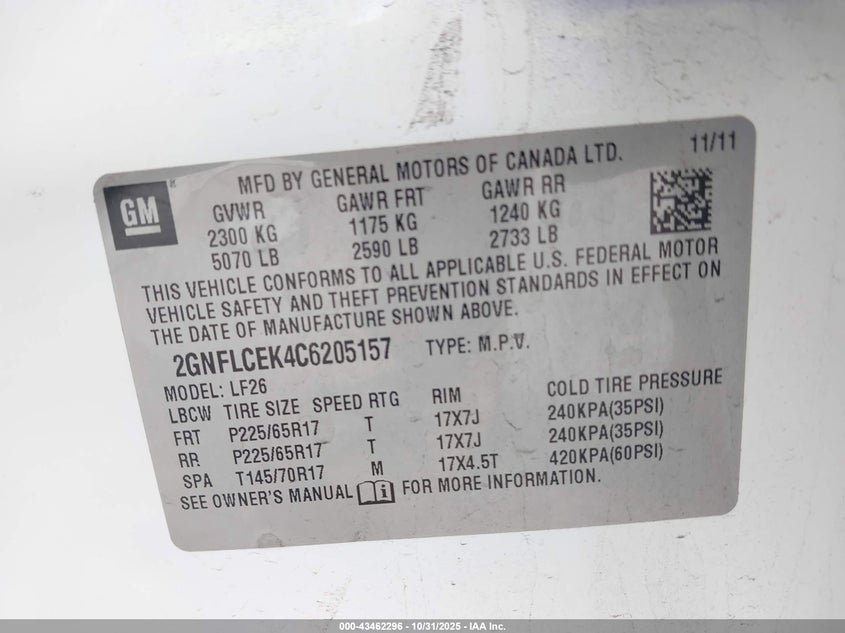 GM
MFD BY GENERAL MOTORS OF CANADA LTD. 11/11
GVWR GAWR FRT GAWR RR
2300 KG 1175 KG 1240 KG
5070 LB 2590 LB 2733 LB
THIS VEHICLE CONFORMS TO ALL APPLICABLE U.S. FEDERAL MOTOR
VEHICLE SAFETY AND THEFT PREVENTION STANDARDS IN EFFECT ON
THE DATE OF MANUFACTURE SHOWN ABOVE.
2GNFLCEK4C6205157 TYPE: M.P.V.
MODEL: LF26
LBCW TIRE SIZE SPEED RTG RIM COLD TIRE PRESSURE
FRT P225/65R17 T 17X7J 240KPA(35PSI)
RR P225/65R17 T 17X7J 240KPA(35PSI)
SPA T145/70R17 M 17X4.5T 420KPA(60PSI)
SEE OWNER'S MANUAL FOR MORE INFORMATION.
000-43462296 - 10/31/2025 - IAA Inc.